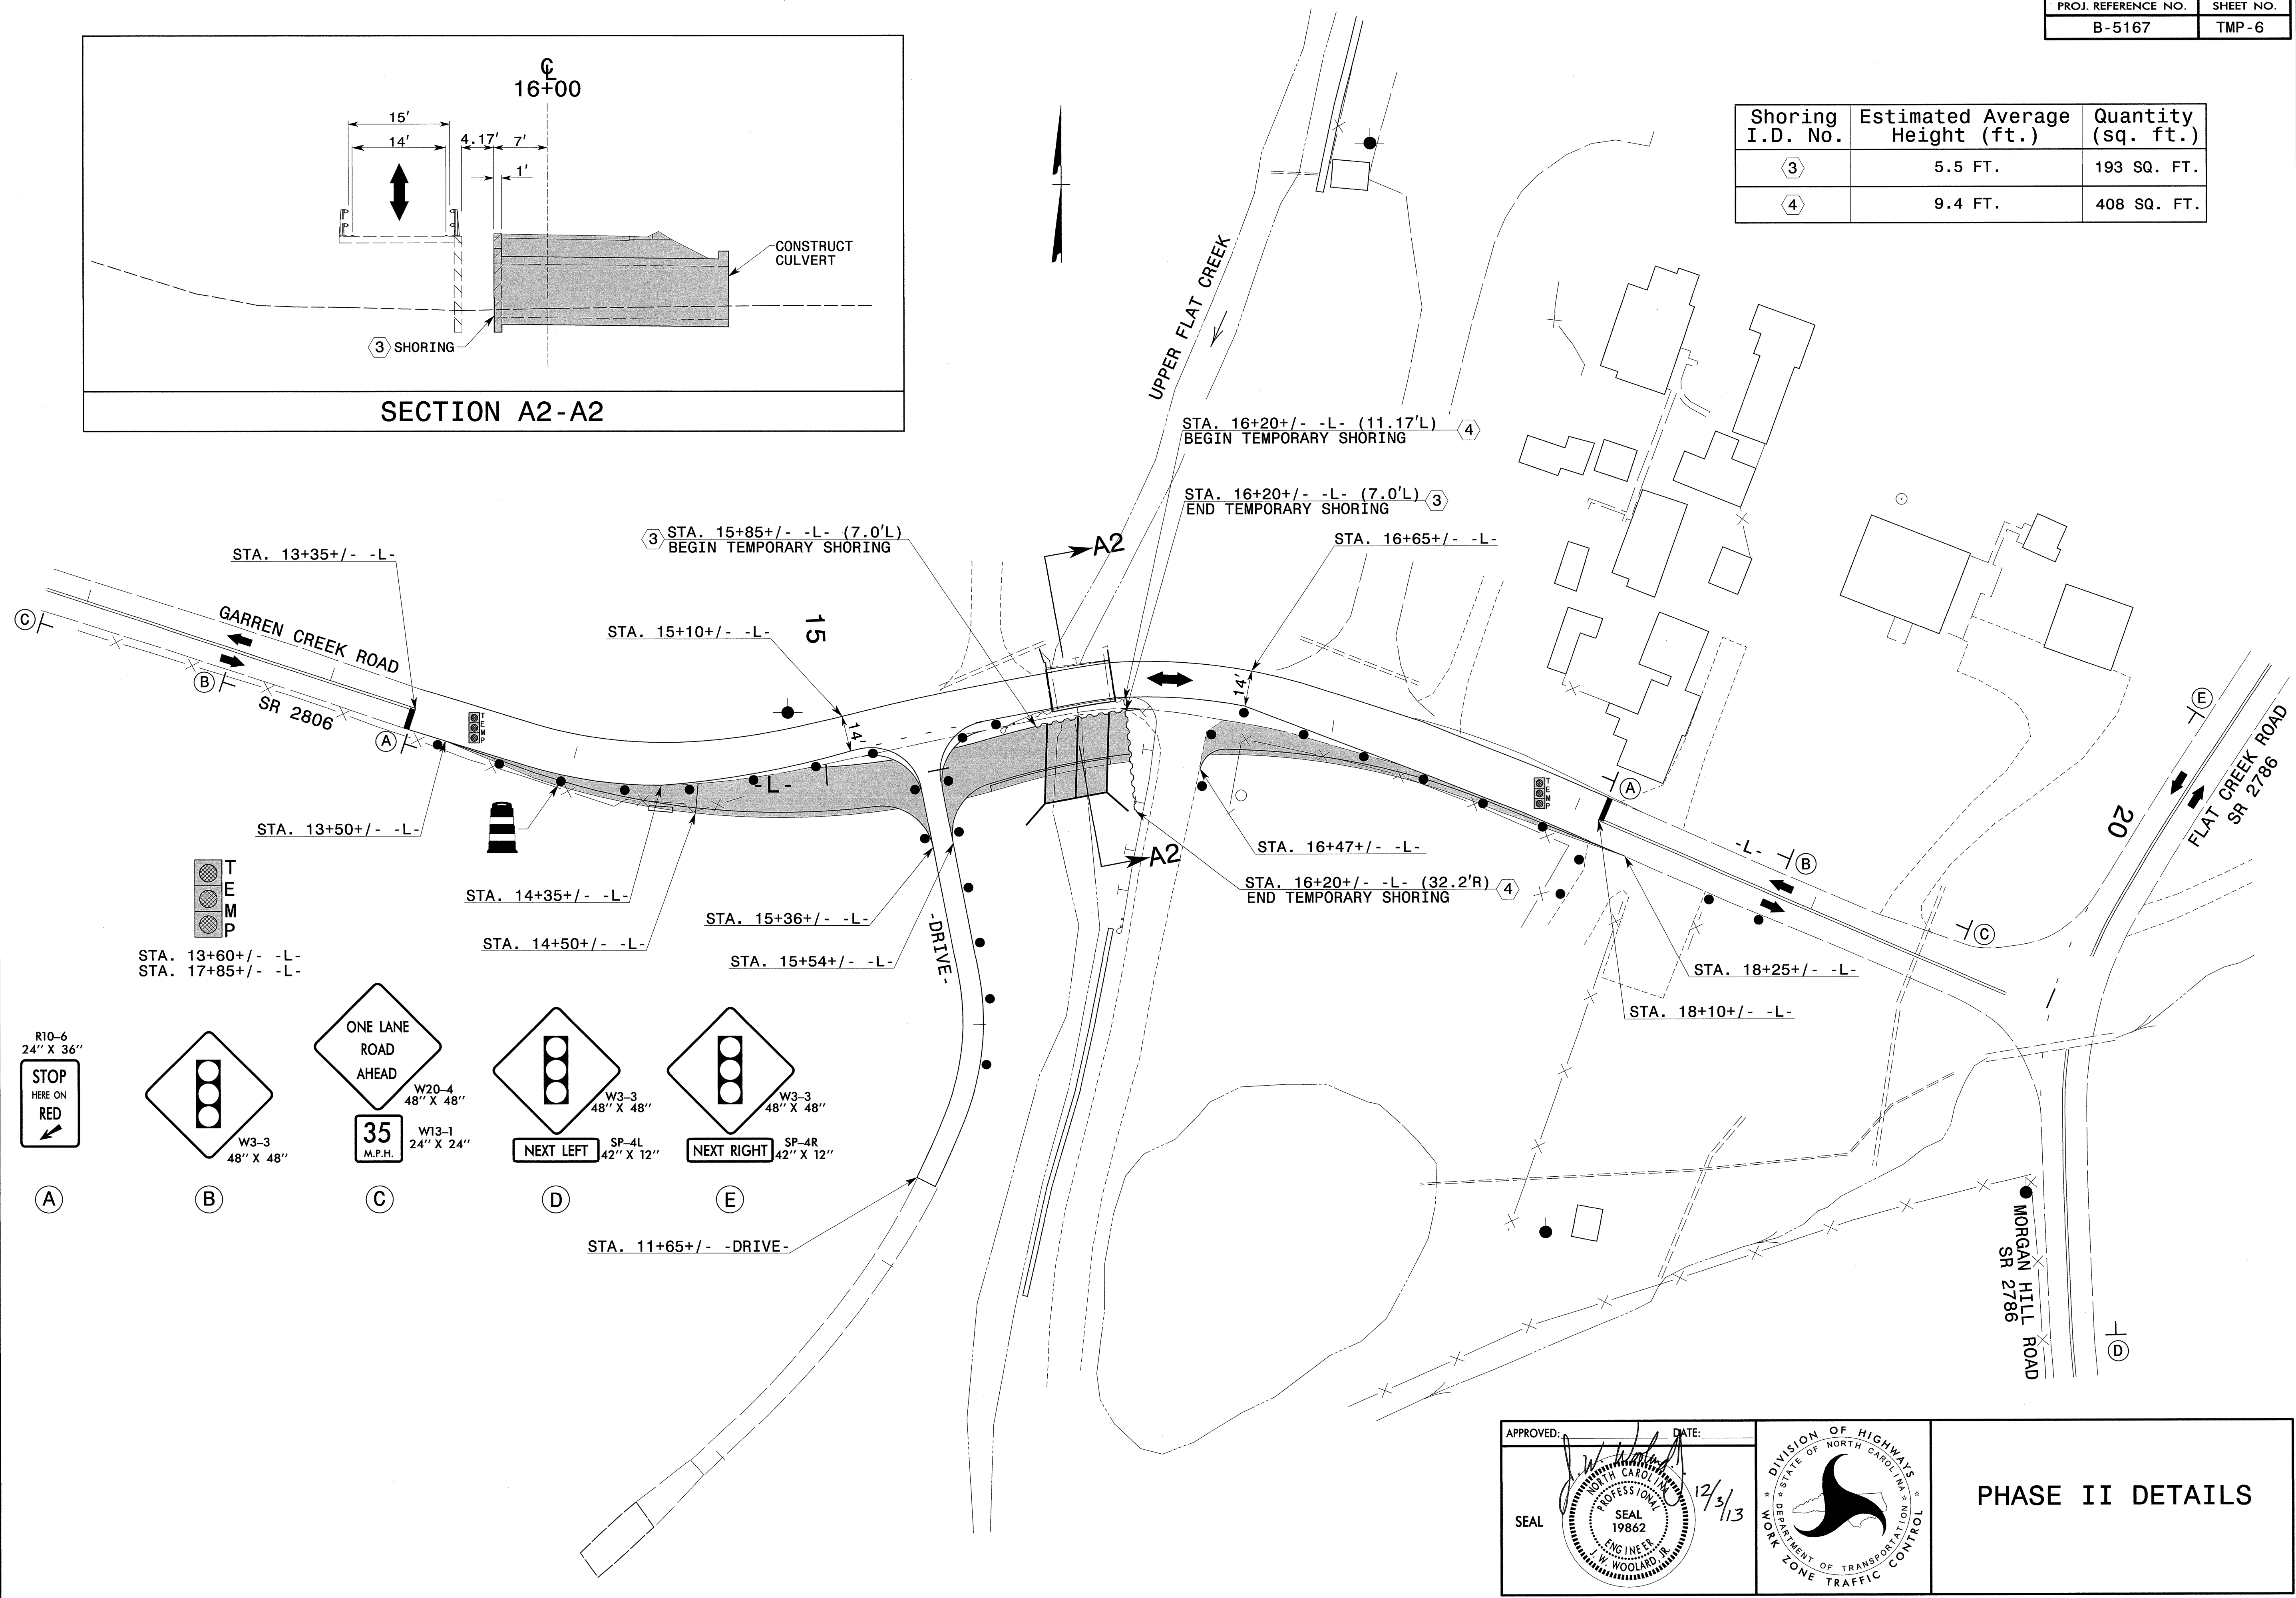 PROJ. REFERENCE NO.
SHEET NO.
B-5167
TMP-6
℄
16+00
15'
14'
4.17'
7'
1'
CONSTRUCT
CULVERT
3 SHORING
SECTION A2-A2
Shoring
I.D. No.
Estimated Average
Height (ft.)
Quantity
(sq. ft.)
3
5.5 FT.
193 SQ. FT.
4
9.4 FT.
408 SQ. FT.
UPPER FLAT CREEK
STA. 16+20+/- -L- (11.17'L)
BEGIN TEMPORARY SHORING
4
STA. 16+20+/- -L- (7.0'L)
END TEMPORARY SHORING
3
3
STA. 15+85+/- -L- (7.0'L)
BEGIN TEMPORARY SHORING
A2
STA. 16+65+/- -L-
STA. 13+35+/- -L-
C
GARREN CREEK ROAD
STA. 15+10+/- -L-
15
B
SR 2806
A
TEMP
14'
14'
-L-
TEMP
A
E
FLAT CREEK ROAD
SR 2786
20
-L-
B
C
STA. 13+50+/- -L-
STA. 14+35+/- -L-
STA. 14+50+/- -L-
STA. 15+36+/- -L-
STA. 15+54+/- -L-
-DRIVE-
A2
STA. 16+47+/- -L-
STA. 16+20+/- -L- (32.2'R)
END TEMPORARY SHORING
4
STA. 18+25+/- -L-
STA. 18+10+/- -L-
TEMP
STA. 13+60+/- -L-
STA. 17+85+/- -L-
R10-6
24" X 36"
STOP
HERE ON
RED
A
W3-3
48" X 48"
B
ONE LANE
ROAD
AHEAD
W20-4
48" X 48"
35
M.P.H.
W13-1
24" X 24"
C
W3-3
48" X 48"
NEXT LEFT
SP-4L
42" X 12"
D
W3-3
48" X 48"
NEXT RIGHT
SP-4R
42" X 12"
E
STA. 11+65+/- -DRIVE-
MORGAN HILL ROAD
SR 2786
D
APPROVED:
DATE:
J. W. Woolard Jr.
12/3/13
SEAL
NORTH CAROLINA
PROFESSIONAL
SEAL
19862
ENGINEER
J. W. WOOLARD, JR.
DIVISION OF HIGHWAYS
STATE OF NORTH CAROLINA
DEPARTMENT OF TRANSPORTATION
WORK ZONE TRAFFIC CONTROL
PHASE II DETAILS